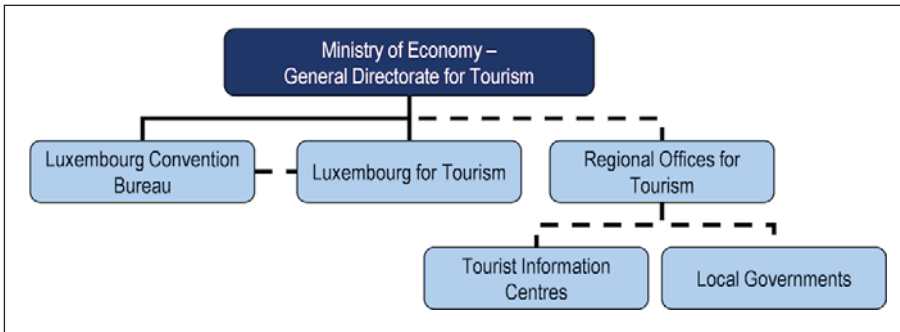 Ministry of Economy –
General Directorate for Tourism
Luxembourg Convention
Bureau
Luxembourg for Tourism
Regional Offices for
Tourism
Tourist Information
Centres
Local Governments